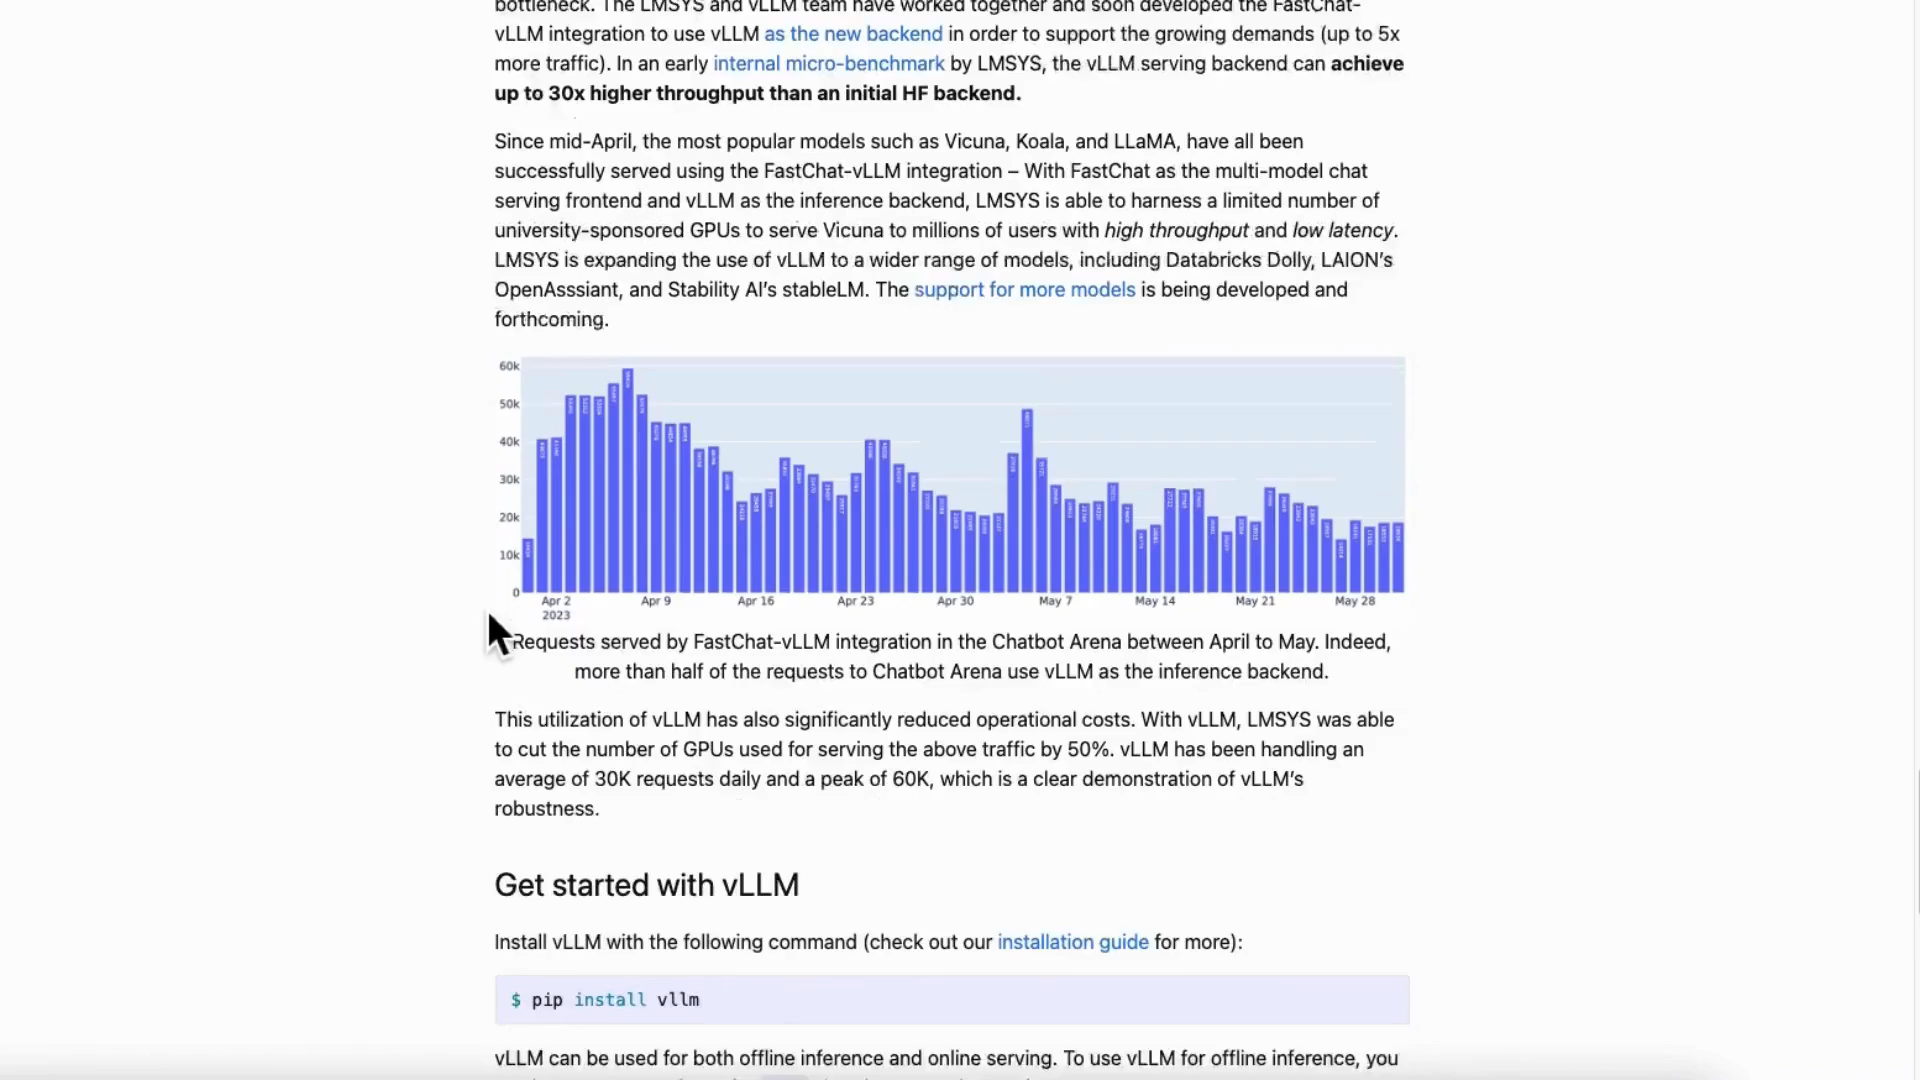 bottleneck. The LMSYS and vLLM team have worked together and soon developed the FastChat-
vLLM integration to use vLLM as the new backend in order to support the growing demands (up to 5x
more traffic). In an early internal micro-benchmark by LMSYS, the vLLM serving backend can achieve
up to 30x higher throughput than an initial HF backend.
Since mid-April, the most popular models such as Vicuna, Koala, and LLaMA, have all been
successfully served using the FastChat-vLLM integration – With FastChat as the multi-model chat
serving frontend and vLLM as the inference backend, LMSYS is able to harness a limited number of
university-sponsored GPUs to serve Vicuna to millions of users with high throughput and low latency.
LMSYS is expanding the use of vLLM to a wider range of models, including Databricks Dolly, LAION's
OpenAsssiant, and Stability AI's stableLM. The support for more models is being developed and
forthcoming.
60k
50k
40k
30k
20k
10k
0
Apr 2 Apr 9 Apr 16 Apr 23 Apr 30 May 7 May 14 May 21 May 28
2023
Requests served by FastChat-vLLM integration in the Chatbot Arena between April to May. Indeed,
more than half of the requests to Chatbot Arena use vLLM as the inference backend.
This utilization of vLLM has also significantly reduced operational costs. With vLLM, LMSYS was able
to cut the number of GPUs used for serving the above traffic by 50%. vLLM has been handling an
average of 30K requests daily and a peak of 60K, which is a clear demonstration of vLLM's
robustness.
Get started with vLLM
Install vLLM with the following command (check out our installation guide for more):
$ pip install vllm
vLLM can be used for both offline inference and online serving. To use vLLM for offline inference, you